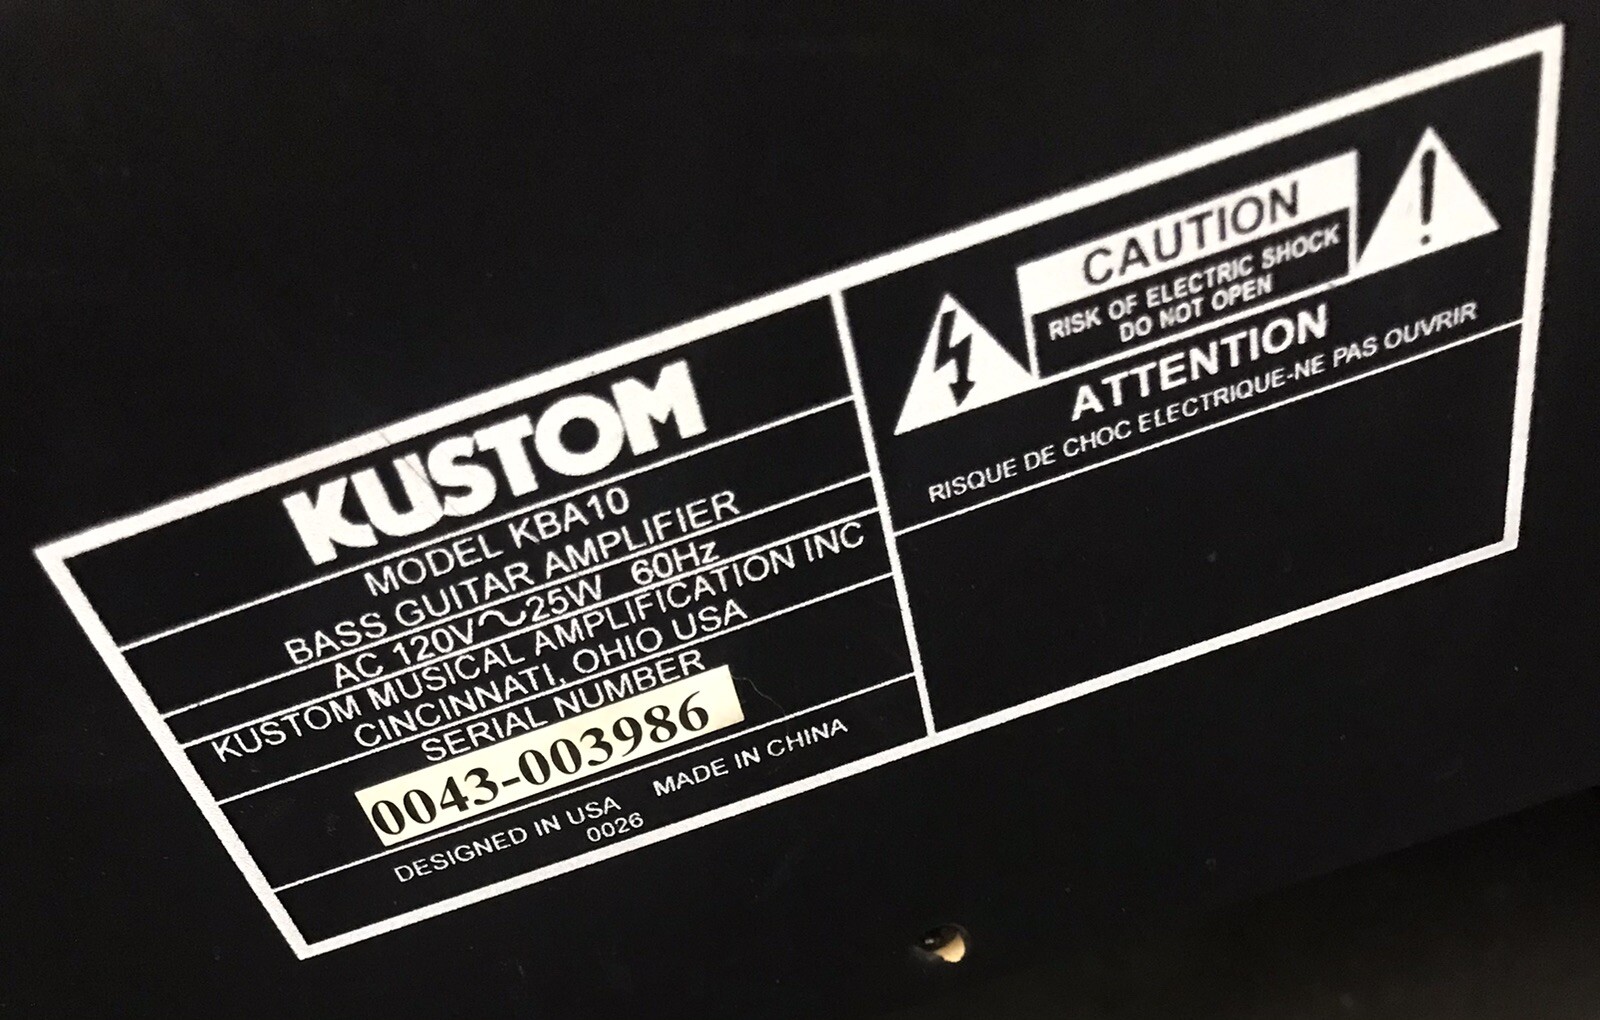 KUSTOM
MODEL KBA10
BASS GUITAR AMPLIFIER
AC 120V~25W 60Hz
KUSTOM MUSICAL AMPLIFICATION INC
CINCINNATI, OHIO USA
SERIAL NUMBER
0043-003986
DESIGNED IN USA MADE IN CHINA
0026
CAUTION
RISK OF ELECTRIC SHOCK
DO NOT OPEN
!
ATTENTION
RISQUE DE CHOC ELECTRIQUE-NE PAS OUVRIR